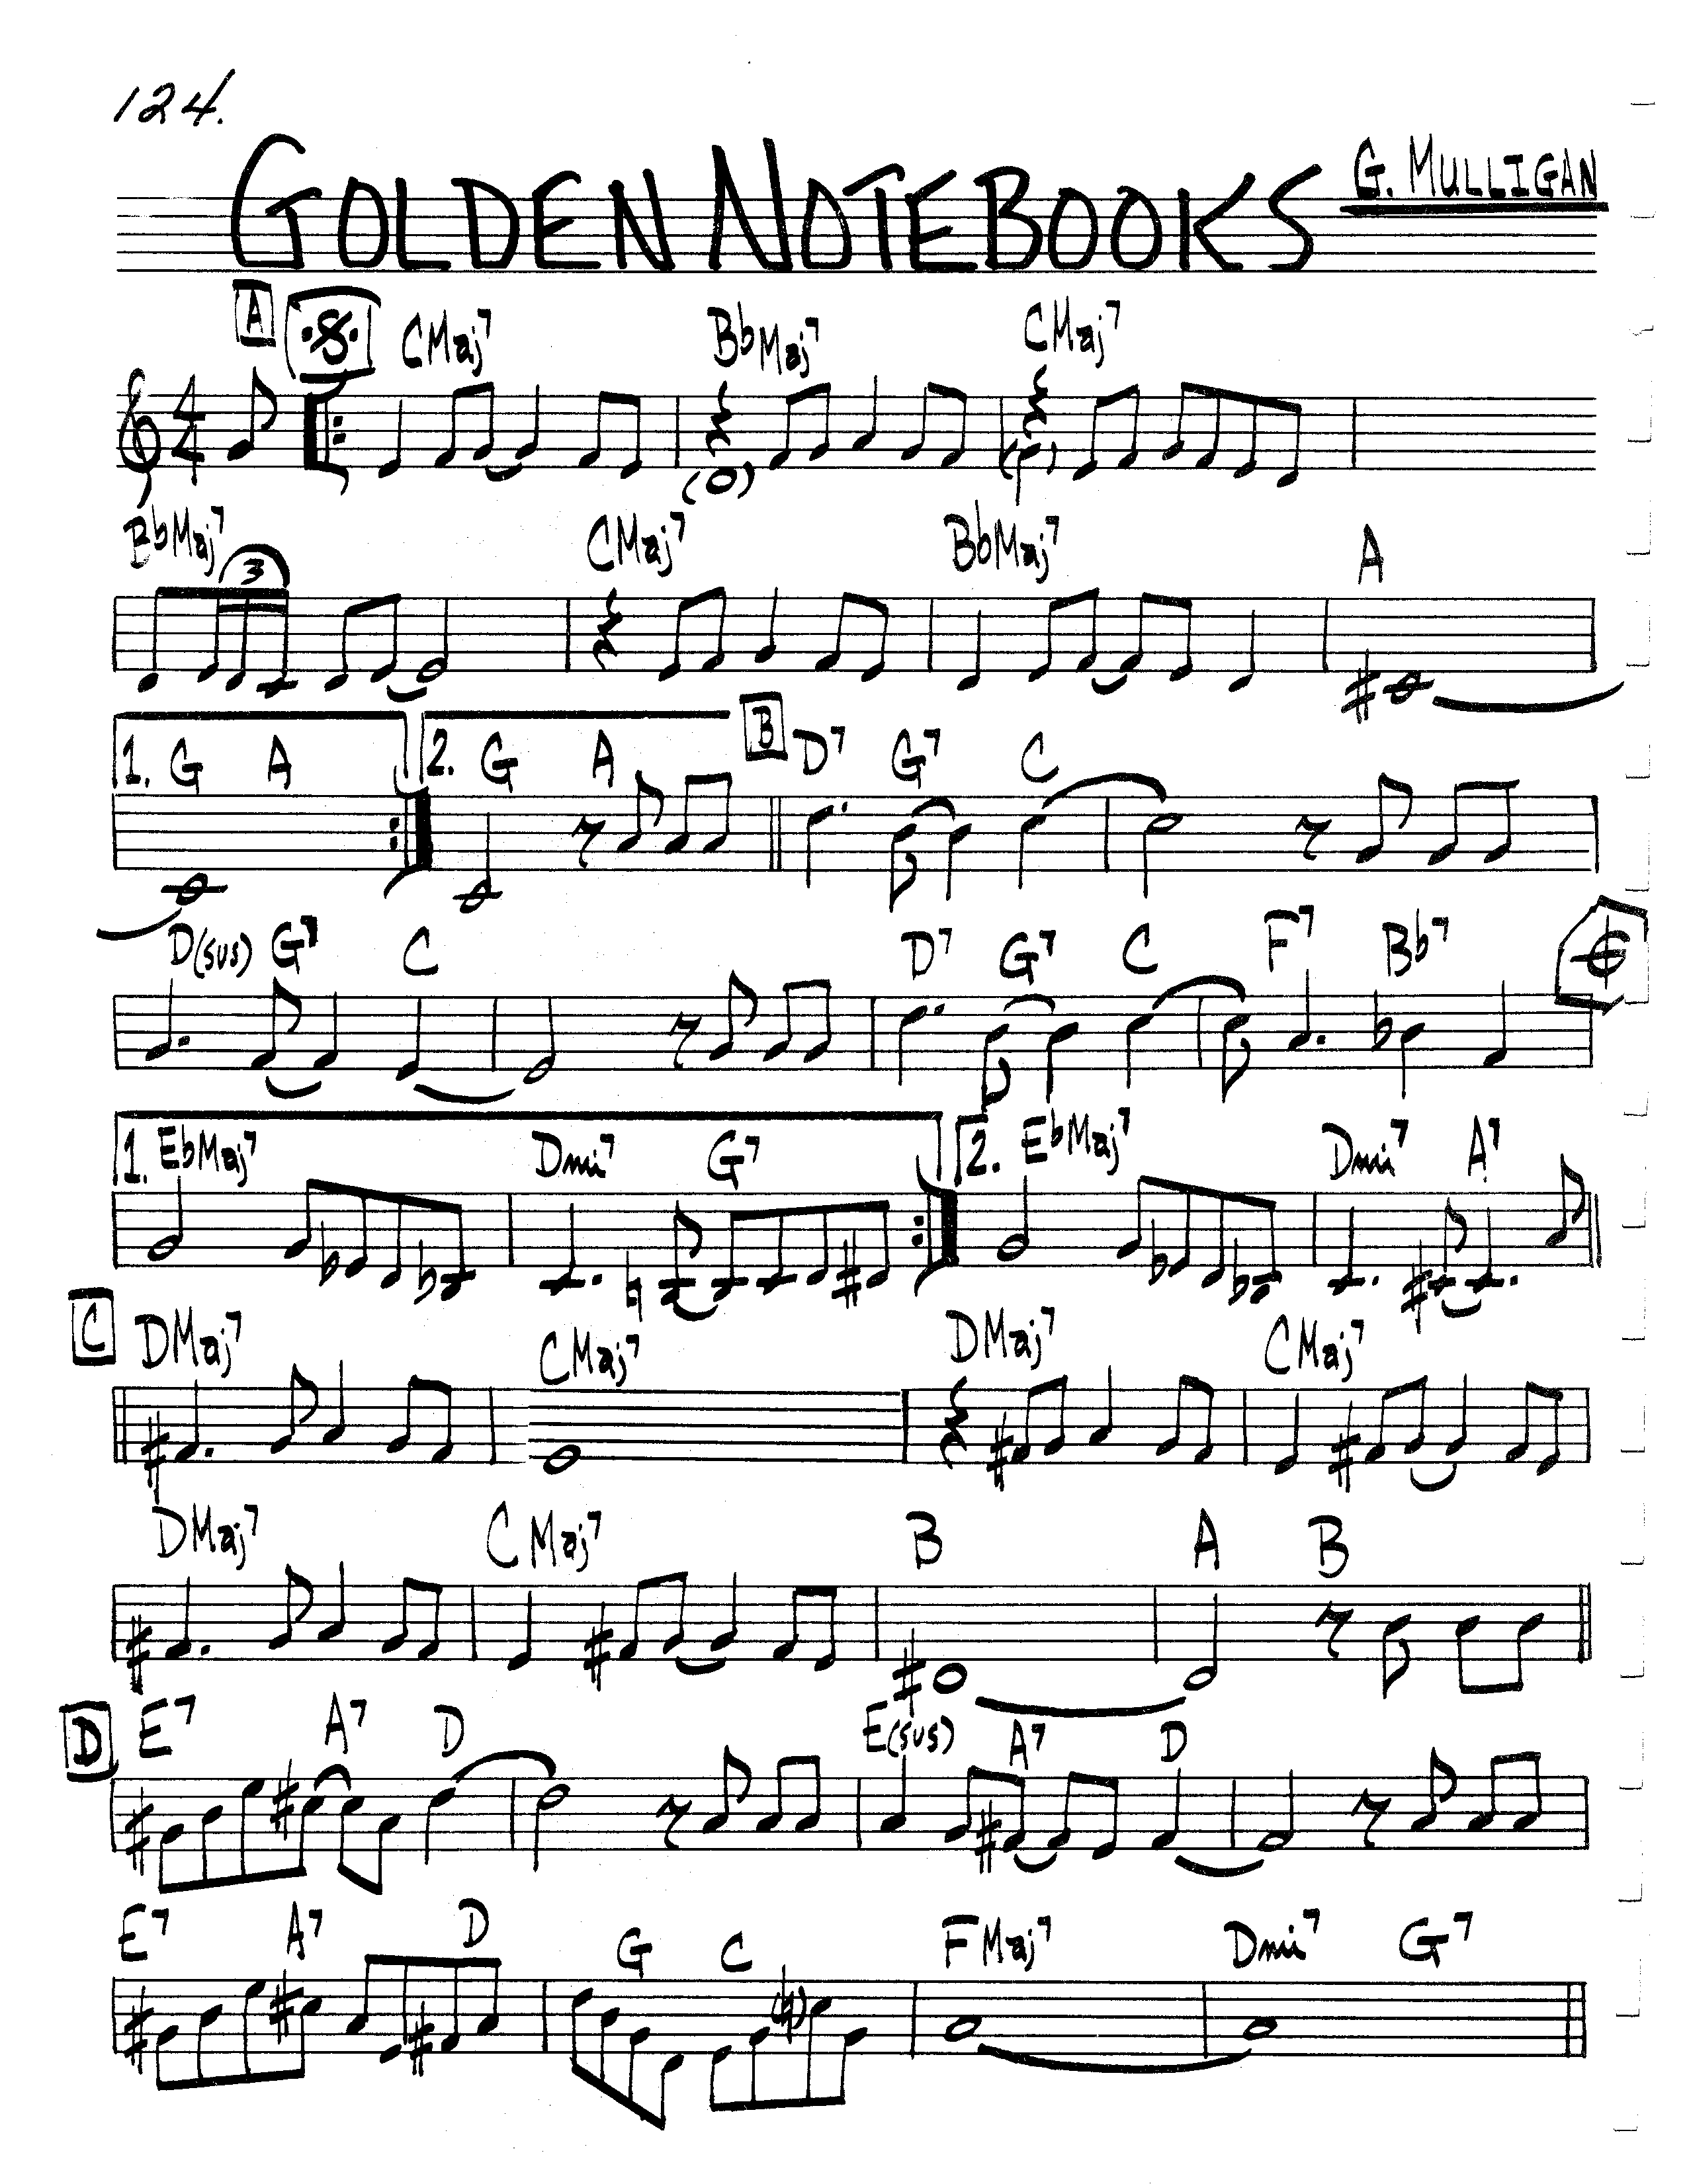 124.
GOLDEN NOTEBOOKS
G. MULLIGAN
A CMaj7 BbMaj7 CMaj7
4
4
BbMaj7 3 CMaj7 BbMaj7 A
1. G A 2. G A B D7 G7 C
D(sus) G7 C D7 G7 C F7 Bb7
1. EbMaj7 Dmi7 G7 2. EbMaj7 Dmi7 A7
C DMaj7 CMaj7 DMaj7 CMaj7
DMaj7 CMaj7 B A B
D E7 A7 D E(sus) A7 D
E7 A7 D G C FMaj7 Dmi7 G7